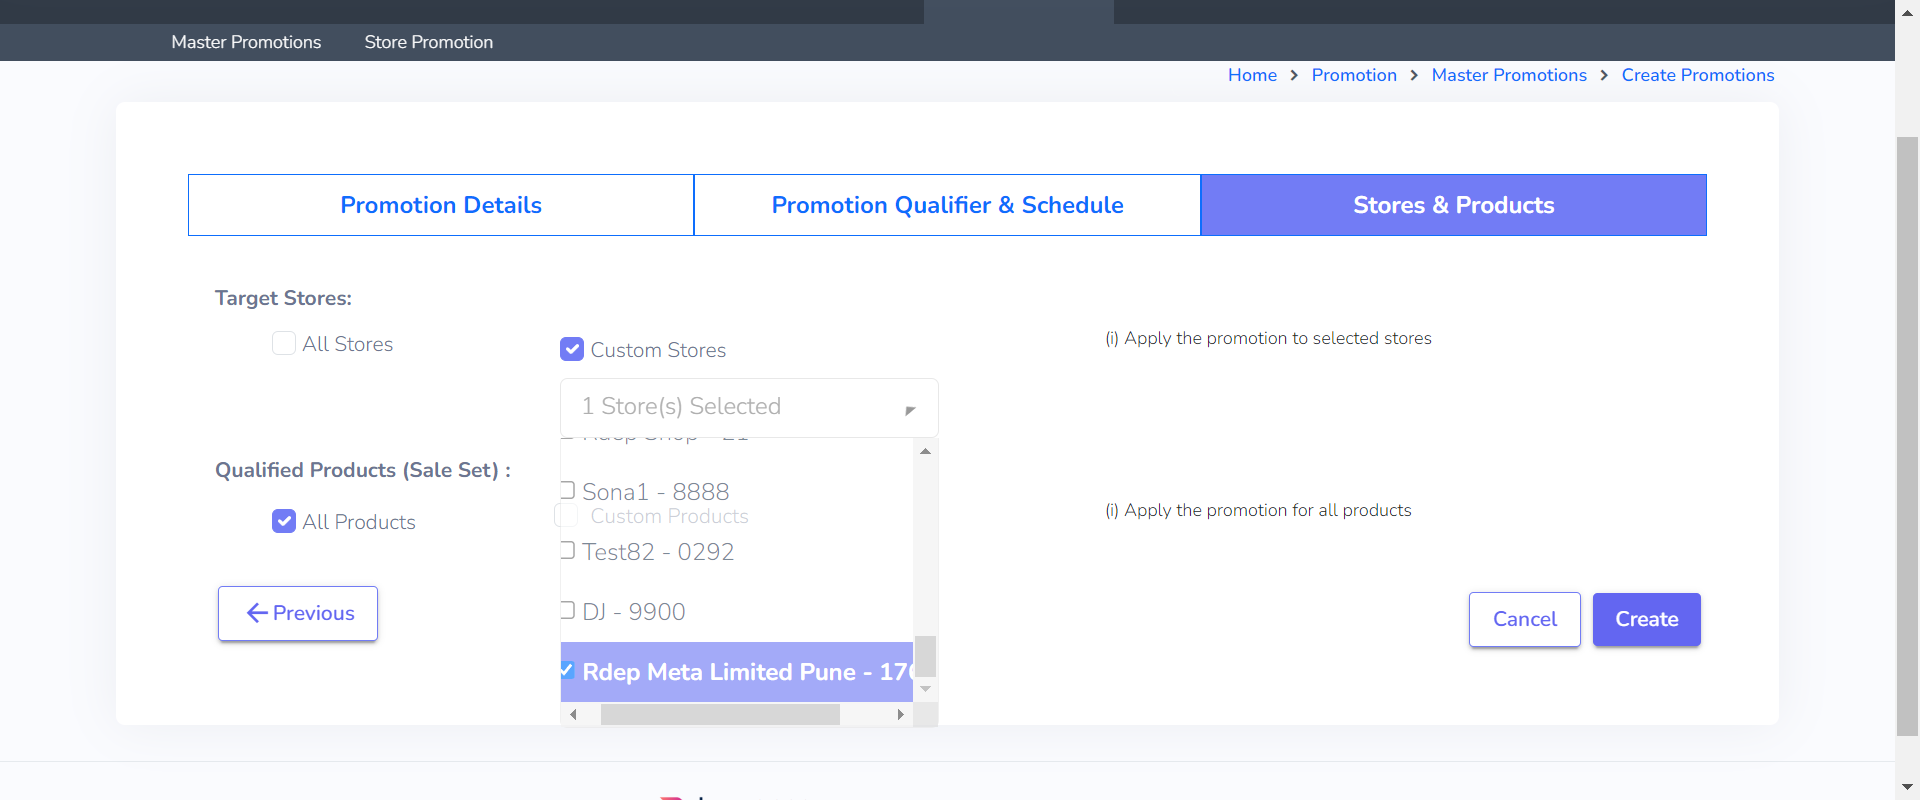 Master Promotions
Store Promotion
Home > Promotion > Master Promotions > Create Promotions
Promotion Details
Promotion Qualifier & Schedule
Stores & Products
Target Stores:
All Stores
Custom Stores
(i) Apply the promotion to selected stores
1 Store(s) Selected
Qualified Products (Sale Set) :
Sona1 - 8888
All Products
Custom Products
(i) Apply the promotion for all products
Test82 - 0292
DJ - 9900
Previous
Cancel
Create
Rdep Meta Limited Pune -